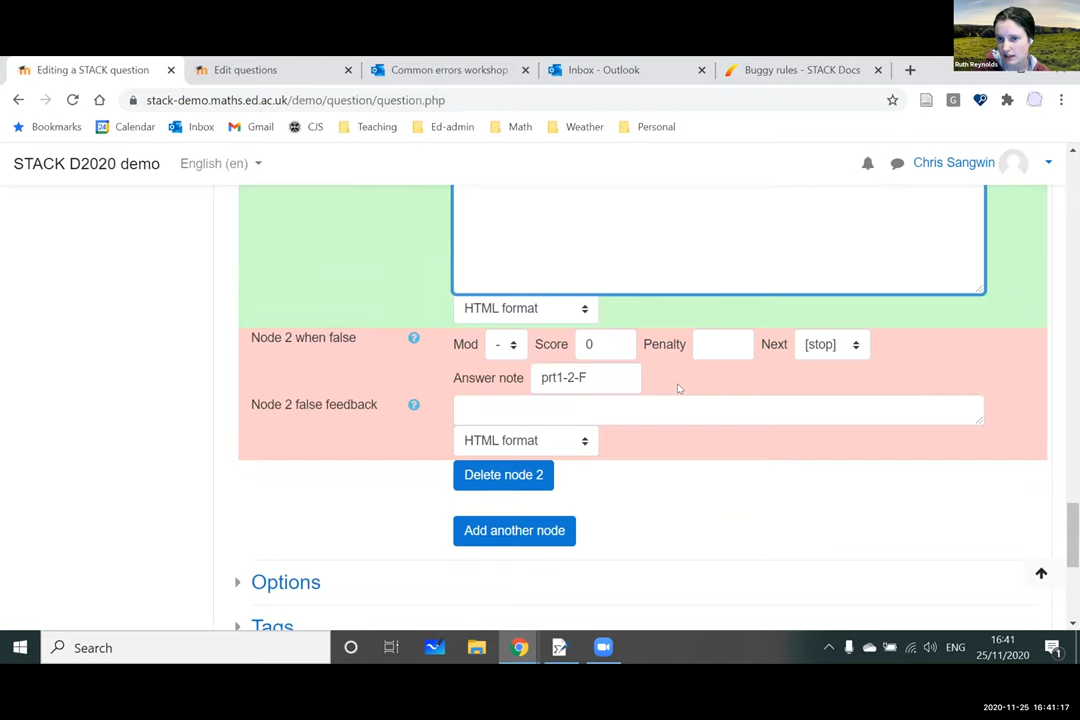 Ruth Reynolds
Editing a STACK question
Edit questions
Common errors workshop
Inbox - Outlook
Buggy rules - STACK Docs
stack-demo.maths.ed.ac.uk/demo/question/question.php
Bookmarks
Calendar
Inbox
Gmail
CJS
Teaching
Ed-admin
Math
Weather
Personal
STACK D2020 demo
English (en)
Chris Sangwin
HTML format
Node 2 when false
Mod - Score 0 Penalty Next [stop]
Answer note prt1-2-F
Node 2 false feedback
HTML format
Delete node 2
Add another node
Options
Tags
Search
ENG
16:41
25/11/2020
2020-11-25 16:41:17